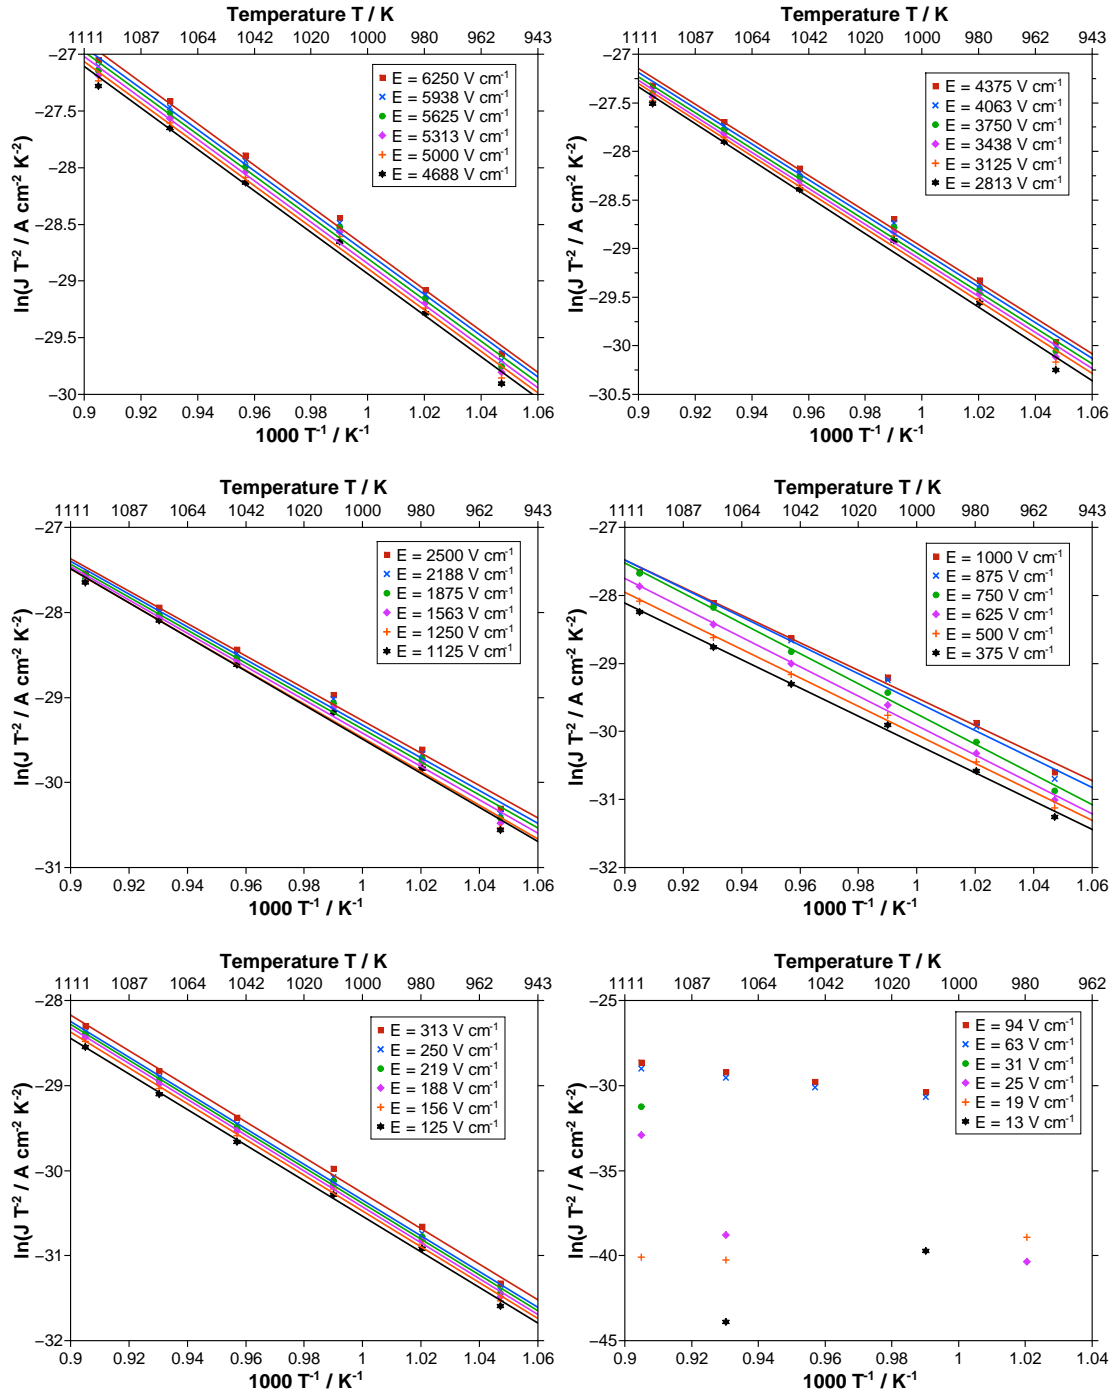 Temperature T / K
1111 1087 1064 1042 1020 1000 980 961 943
ln(J T-2 / A cm-2 K-2)
−27
−27.5
−28
−28.5
−29
−29.5
−30
E = 6250 V cm-1
E = 5938 V cm-1
E = 5625 V cm-1
E = 5313 V cm-1
E = 5000 V cm-1
E = 4688 V cm-1
0.9 0.92 0.94 0.96 0.98 1 1.02 1.04 1.06
1000 T-1 / K-1
Temperature T / K
1111 1087 1064 1042 1020 1000 980 961 943
ln(J T-2 / A cm-2 K-2)
−27
−27.5
−28
−28.5
−29
−29.5
−30
−30.5
E = 4375 V cm-1
E = 4063 V cm-1
E = 3750 V cm-1
E = 3438 V cm-1
E = 3125 V cm-1
E = 2813 V cm-1
0.9 0.92 0.94 0.96 0.98 1 1.02 1.04 1.06
1000 T-1 / K-1
Temperature T / K
1111 1087 1064 1042 1020 1000 980 961 943
ln(J T-2 / A cm-2 K-2)
−27
−28
−29
−30
−31
E = 2500 V cm-1
E = 2188 V cm-1
E = 1875 V cm-1
E = 1563 V cm-1
E = 1250 V cm-1
E = 1125 V cm-1
0.9 0.92 0.94 0.96 0.98 1 1.02 1.04 1.06
1000 T-1 / K-1
Temperature T / K
1111 1087 1064 1042 1020 1000 980 961 943
ln(J T-2 / A cm-2 K-2)
−27
−28
−29
−30
−31
−32
E = 1000 V cm-1
E = 875 V cm-1
E = 750 V cm-1
E = 625 V cm-1
E = 500 V cm-1
E = 375 V cm-1
0.9 0.92 0.94 0.96 0.98 1 1.02 1.04 1.06
1000 T-1 / K-1
Temperature T / K
1111 1087 1064 1042 1020 1000 980 961 943
ln(J T-2 / A cm-2 K-2)
−28
−29
−30
−31
−32
E = 313 V cm-1
E = 250 V cm-1
E = 219 V cm-1
E = 188 V cm-1
E = 156 V cm-1
E = 125 V cm-1
0.9 0.92 0.94 0.96 0.98 1 1.02 1.04 1.06
1000 T-1 / K-1
Temperature T / K
1111 1087 1064 1042 1020 1000 980 962
ln(J T-2 / A cm-2 K-2)
−25
−30
−35
−40
−45
E = 94 V cm-1
E = 63 V cm-1
E = 31 V cm-1
E = 25 V cm-1
E = 19 V cm-1
E = 13 V cm-1
0.9 0.92 0.94 0.96 0.98 1 1.02 1.04
1000 T-1 / K-1